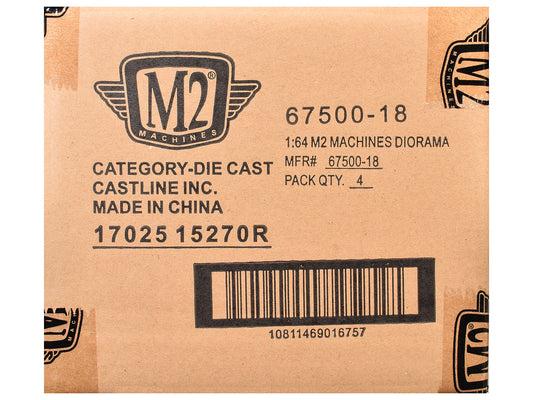 M2®
MACHINES
67500-18
1:64 M2 MACHINES DIORAMA
MFR# 67500-18
PACK QTY. 4
CATEGORY-DIE CAST
CASTLINE INC.
MADE IN CHINA
17025 15270R
10811469016757